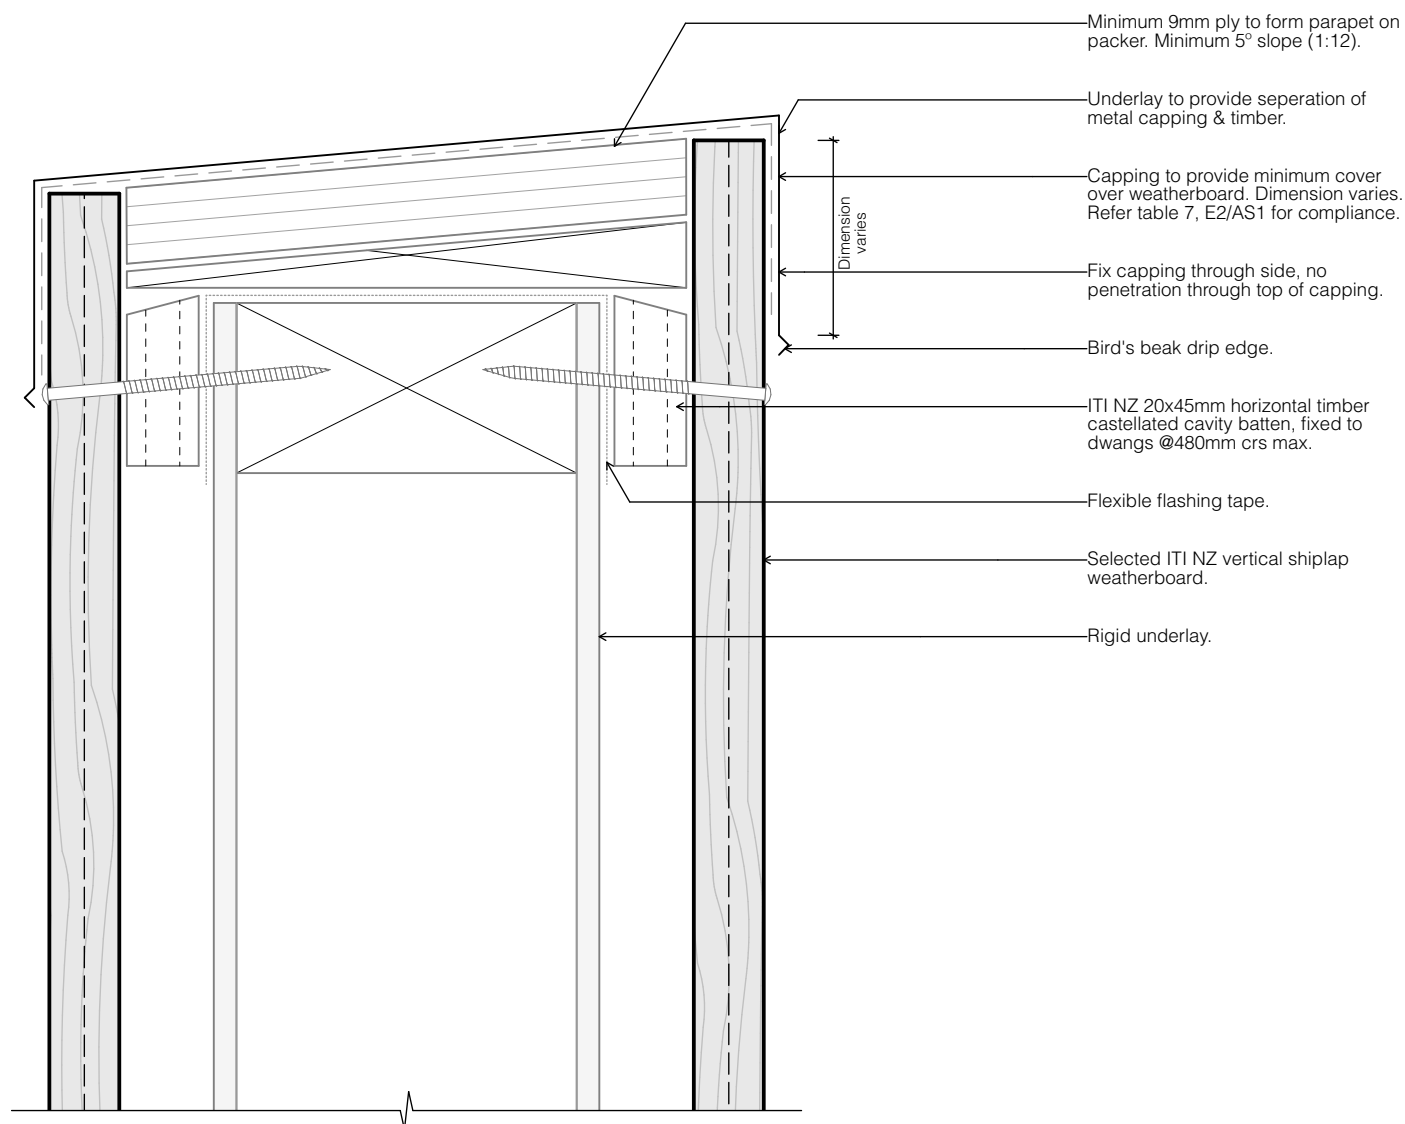 Minimum 9mm ply to form parapet on
packer. Minimum 5° slope (1:12).
Underlay to provide seperation of
metal capping & timber.
Capping to provide minimum cover
over weatherboard. Dimension varies.
Refer table 7, E2/AS1 for compliance.
Dimension
varies
Fix capping through side, no
penetration through top of capping.
Bird's beak drip edge.
ITI NZ 20x45mm horizontal timber
castellated cavity batten, fixed to
dwangs @480mm crs max.
Flexible flashing tape.
Selected ITI NZ vertical shiplap
weatherboard.
Rigid underlay.